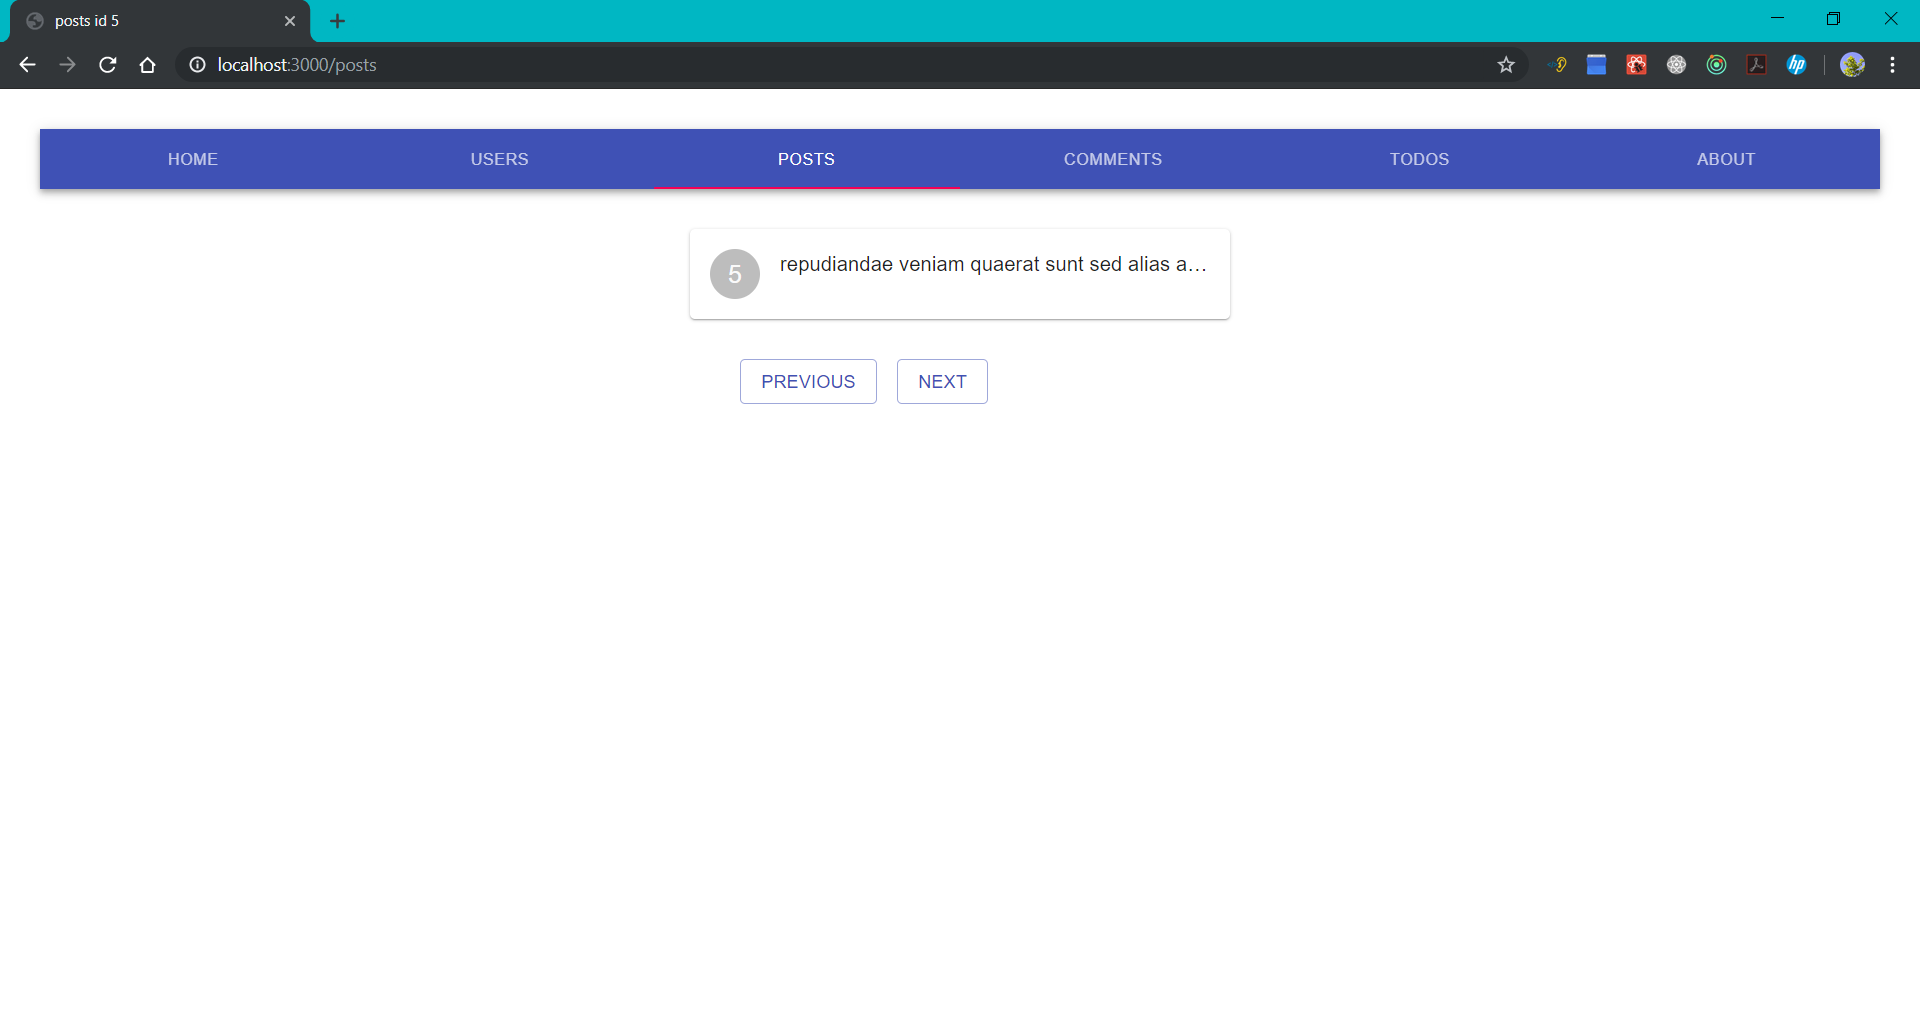 posts id 5
localhost:3000/posts
hp
HOME USERS POSTS COMMENTS TODOS ABOUT
5 repudiandae veniam quaerat sunt sed alias a...
PREVIOUS NEXT